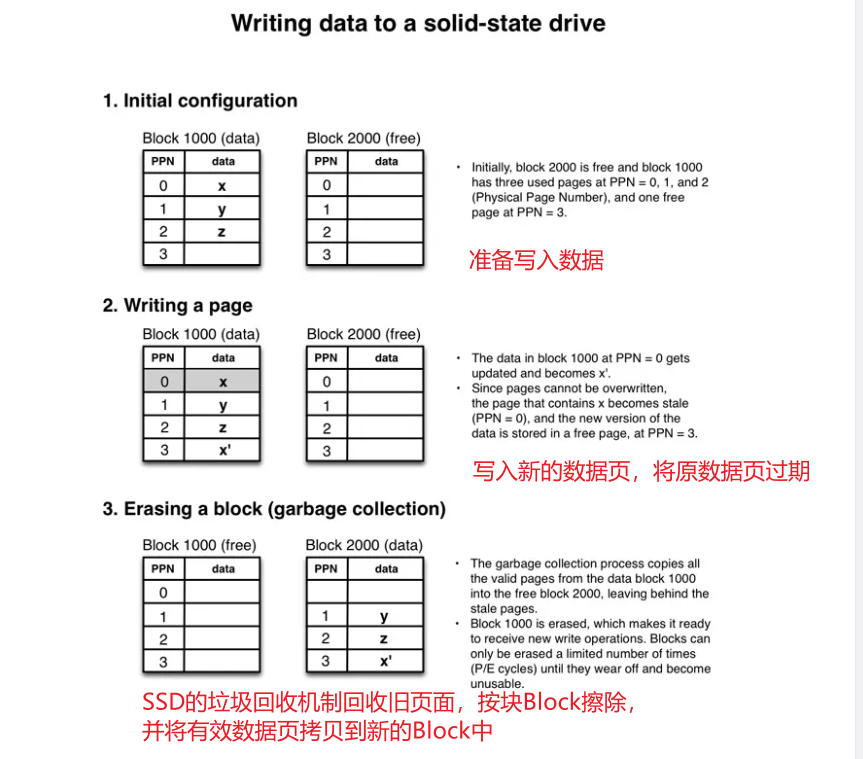 Writing data to a solid-state drive
1. Initial configuration
Block 1000 (data) Block 2000 (free)
PPN data PPN data
0 x 0
1 y 1
2 z 2
3 3
• Initially, block 2000 is free and block 1000
has three used pages at PPN = 0, 1, and 2
(Physical Page Number), and one free
page at PPN = 3.
准备写入数据
2. Writing a page
Block 1000 (data) Block 2000 (free)
PPN data PPN data
0 x 0
1 y 1
2 z 2
3 x' 3
• The data in block 1000 at PPN = 0 gets
updated and becomes x'.
• Since pages cannot be overwritten,
the page that contains x becomes stale
(PPN = 0), and the new version of the
data is stored in a free page, at PPN = 3.
写入新的数据页，将原数据页过期
3. Erasing a block (garbage collection)
Block 1000 (free) Block 2000 (data)
PPN data PPN data
0
1 1 y
2 2 z
3 3 x'
• The garbage collection process copies all
the valid pages from the data block 1000
into the free block 2000, leaving behind the
stale pages.
• Block 1000 is erased, which makes it ready
to receive new write operations. Blocks can
only be erased a limited number of times
(P/E cycles) until they wear off and become
unusable.
SSD的垃圾回收机制回收旧页面，按块Block擦除，
并将有效数据页拷贝到新的Block中